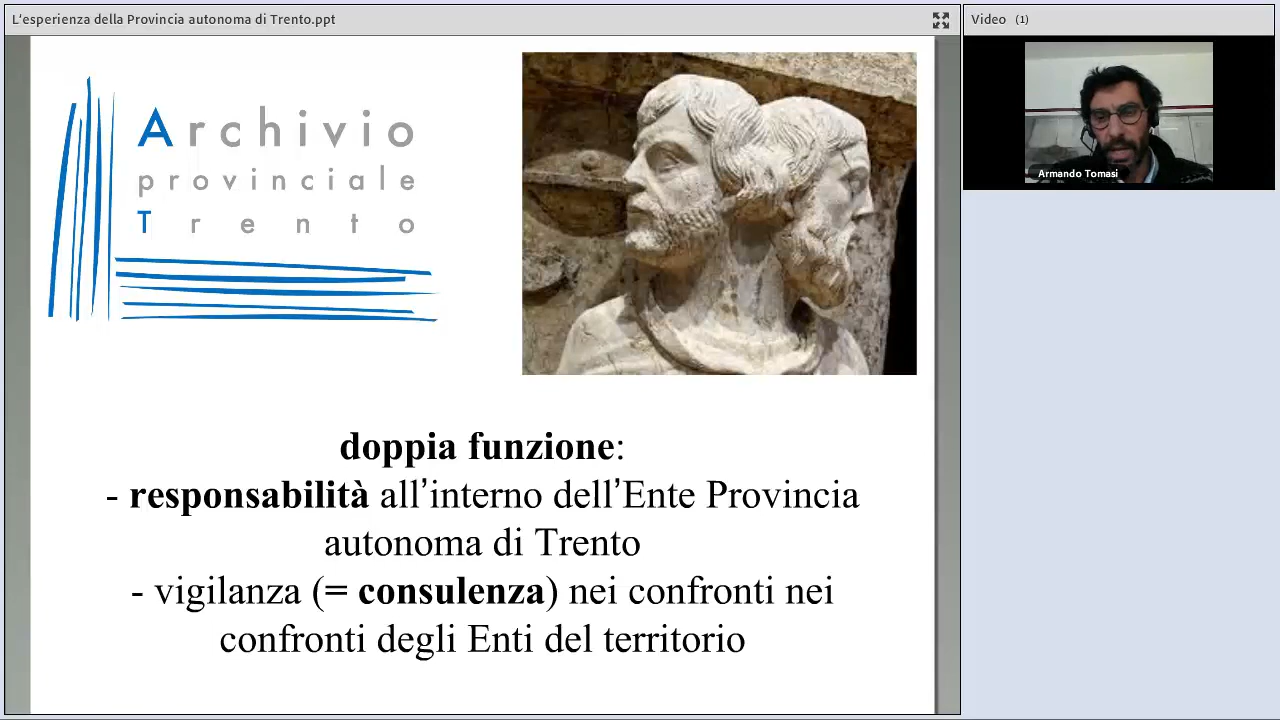 L'esperienza della Provincia autonoma di Trento.ppt
Video (1)
Armando Tomasi
Archivio
provinciale
Trento
doppia funzione:
- responsabilità all’interno dell’Ente Provincia
autonoma di Trento
- vigilanza (= consulenza) nei confronti nei
confronti degli Enti del territorio